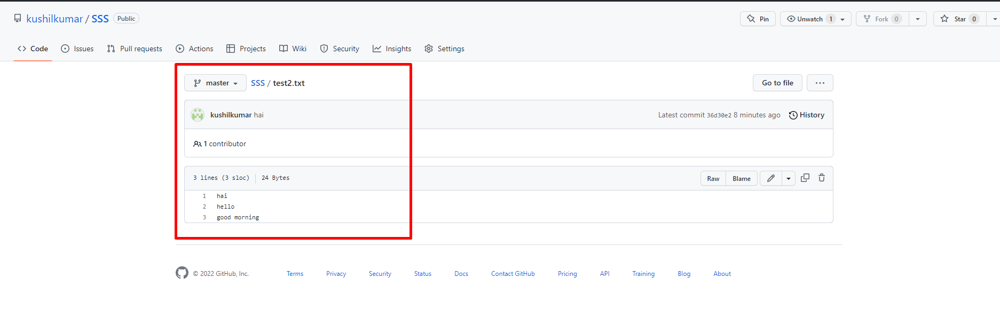 kushilkumar / SSS Public
Pin
Unwatch 1
Fork 0
Star 0
Code
Issues
Pull requests
Actions
Projects
Wiki
Security
Insights
Settings
master
SSS / test2.txt
Go to file
...
kushilkumar hai
Latest commit 36d30e2 8 minutes ago
History
1 contributor
3 lines (3 sloc)
24 Bytes
Raw
Blame
1 hai
2 hello
3 good morning
© 2022 GitHub, Inc.
Terms
Privacy
Security
Status
Docs
Contact GitHub
Pricing
API
Training
Blog
About